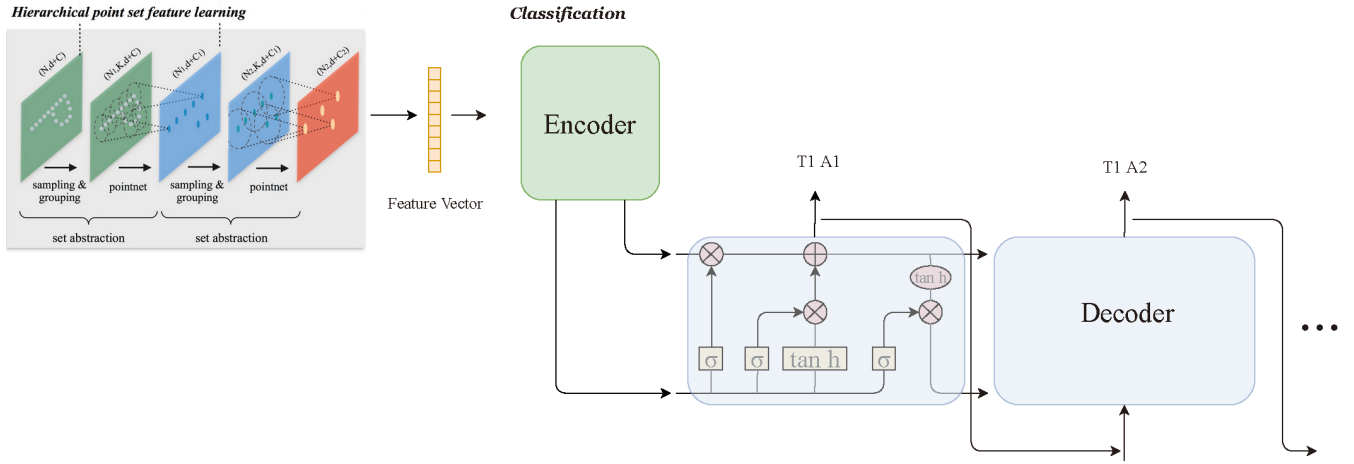 Hierarchical point set feature learning
Classification
(N,d+C)
(N1,K,d+C)
(N1,d+C1)
(N2,K,d+C1)
(N2,d+C2)
sampling &
grouping
pointnet
sampling &
grouping
pointnet
set abstraction
set abstraction
Feature Vector
Encoder
T1 A1
T1 A2
tan h
σ
σ
tan h
σ
Decoder
...